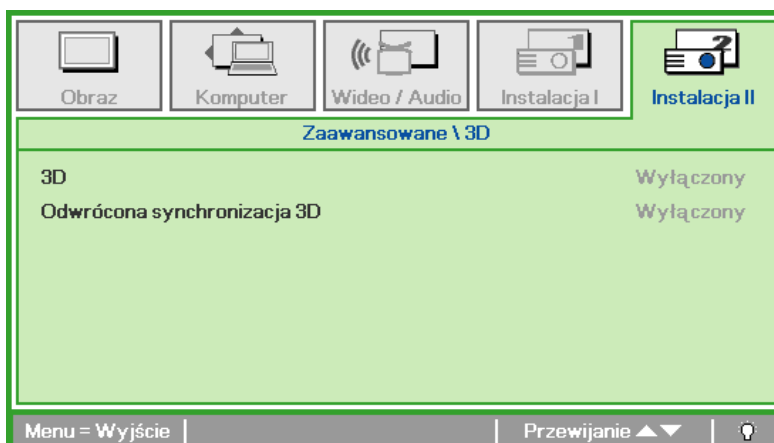 Obraz
Komputer
Wideo / Audio
Instalacja I
Instalacja II
Zaawansowane \ 3D
3D Wyłączony
Odwrócona synchronizacja 3D Wyłączony
Menu = Wyjście
Przewijanie ▲▼